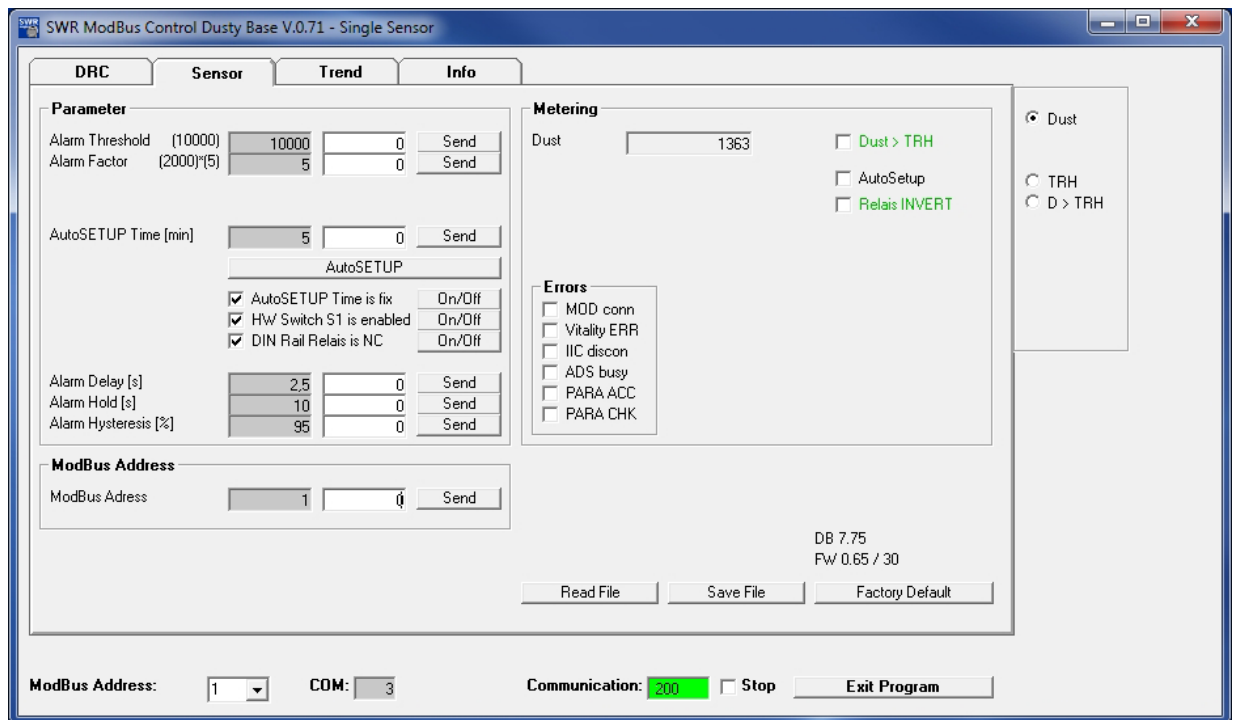 SWR ModBus Control Dusty Base V.0.71 - Single Sensor
DRC Sensor Trend Info
Parameter
Alarm Threshold (10000) 10000 0 Send
Alarm Factor (2000)*(5) 5 0 Send
AutoSETUP Time [min] 5 0 Send
AutoSETUP
AutoSETUP Time is fix On/Off
HW Switch S1 is enabled On/Off
DIN Rail Relais is NC On/Off
Alarm Delay [s] 2,5 0 Send
Alarm Hold [s] 10 0 Send
Alarm Hysteresis [%] 95 0 Send
ModBus Address
ModBus Adress 1 0 Send
Metering
Dust 1363
Dust > TRH
AutoSetup
Relais INVERT
Errors
MOD conn
Vitality ERR
IIC discon
ADS busy
PARA ACC
PARA CHK
DB 7.75
FW 0.65 / 30
Read File Save File Factory Default
Dust
TRH
D > TRH
ModBus Address: 1 COM: 3 Communication: 200 Stop Exit Program